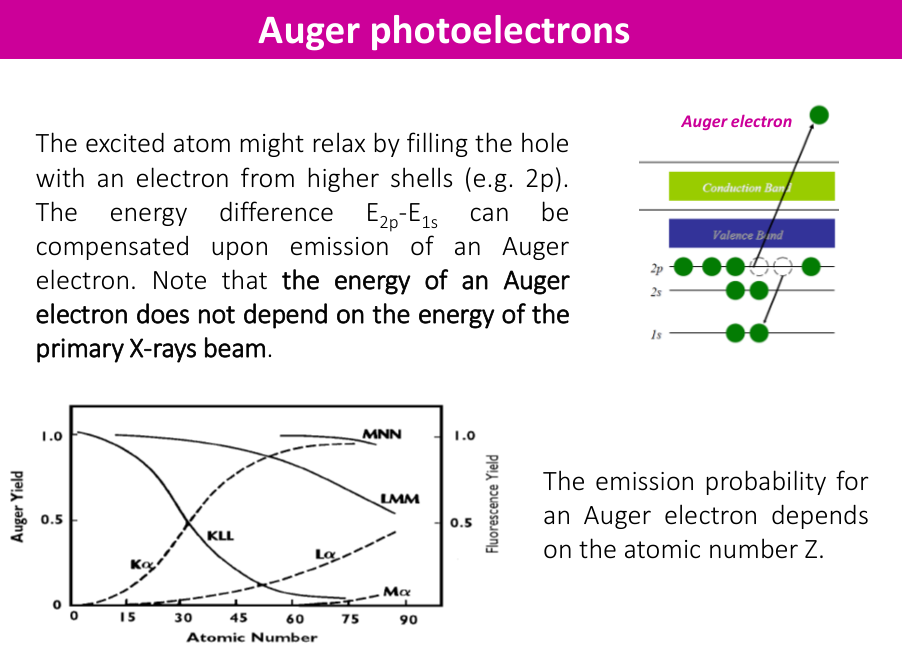 Auger photoelectrons
The excited atom might relax by filling the hole
with an electron from higher shells (e.g. 2p).
The energy difference E2p-E1s can be
compensated upon emission of an Auger
electron. Note that the energy of an Auger
electron does not depend on the energy of the
primary X-rays beam.
Auger electron
Conduction Band
Valence Band
2p
2s
1s
1.0
0.5
0
Auger Yield
MNN
LMM
KLL
Kα
Lα
Mα
1.0
0.5
Fluorescence Yield
0 15 30 45 60 75 90
Atomic Number
The emission probability for
an Auger electron depends
on the atomic number Z.